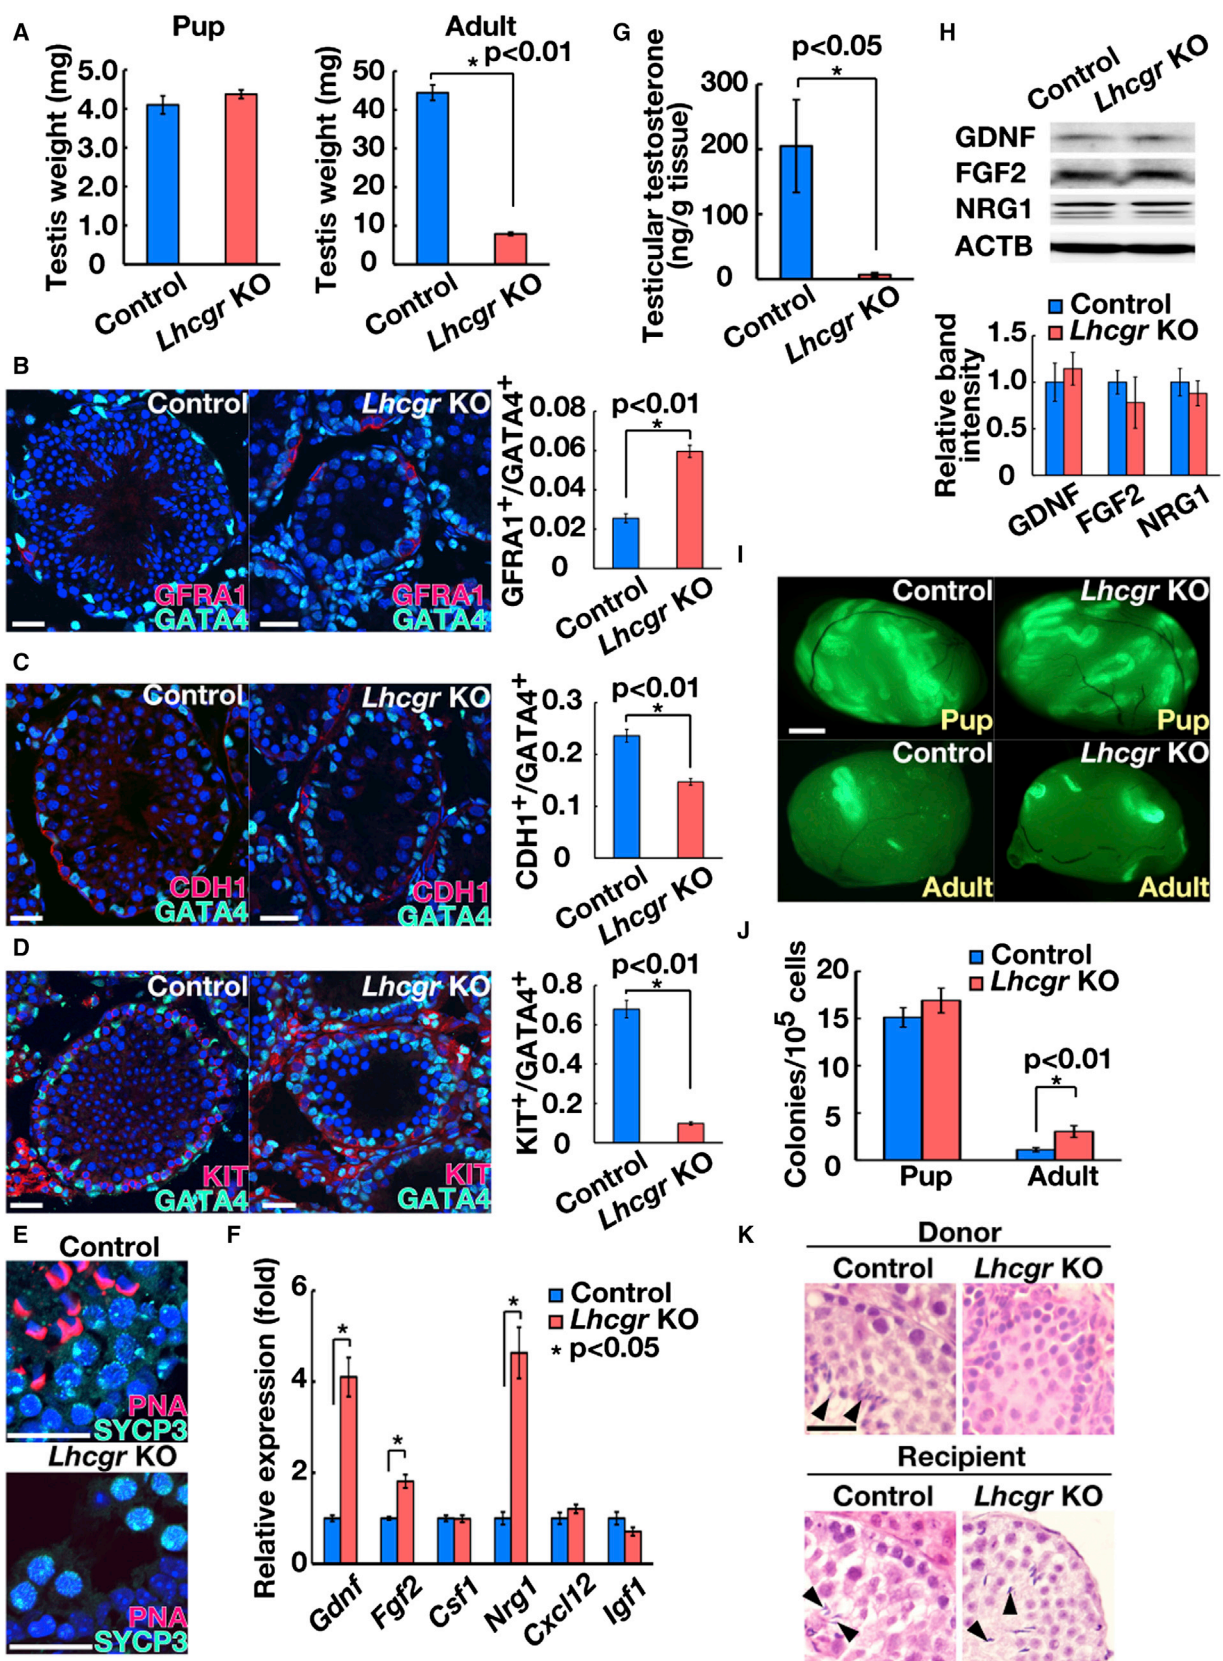 A
Pup
Testis weight (mg)
5.0
4.0
3.0
2.0
1.0
0
Control
Lhcgr KO
Adult
Testis weight (mg)
50
40
30
20
10
0
* p<0.01
Control
Lhcgr KO
B
Control
GFRA1
GATA4
Lhcgr KO
GFRA1
GATA4
GFRA1+/GATA4+
0.08
0.06
0.04
0.02
0
p<0.01
*
Control
Lhcgr KO
C
Control
CDH1
GATA4
Lhcgr KO
CDH1
GATA4
CDH1+/GATA4+
0.3
0.2
0.1
0
p<0.01
*
Control
Lhcgr KO
D
Control
KIT
GATA4
Lhcgr KO
KIT
GATA4
KIT+/GATA4+
0.8
0.6
0.4
0.2
0
p<0.01
*
Control
Lhcgr KO
E
Control
PNA
SYCP3
Lhcgr KO
PNA
SYCP3
F
Relative expression (fold)
6
4
2
0
Control
Lhcgr KO
* p<0.05
*
*
*
Gdnf
Fgf2
Csf1
Nrg1
Cxcl12
Igf1
G
Testicular testosterone
(ng/g tissue)
300
200
100
0
p<0.05
*
Control
Lhcgr KO
H
Control
Lhcgr KO
GDNF
FGF2
NRG1
ACTB
Control
Lhcgr KO
Relative band
intensity
1.5
1.0
0.5
0
GDNF
FGF2
NRG1
I
Control
Pup
Lhcgr KO
Pup
Control
Adult
Lhcgr KO
Adult
J
Colonies/10^5 cells
20
15
10
5
0
Control
Lhcgr KO
p<0.01
*
Pup
Adult
K
Donor
Control
Lhcgr KO
Recipient
Control
Lhcgr KO